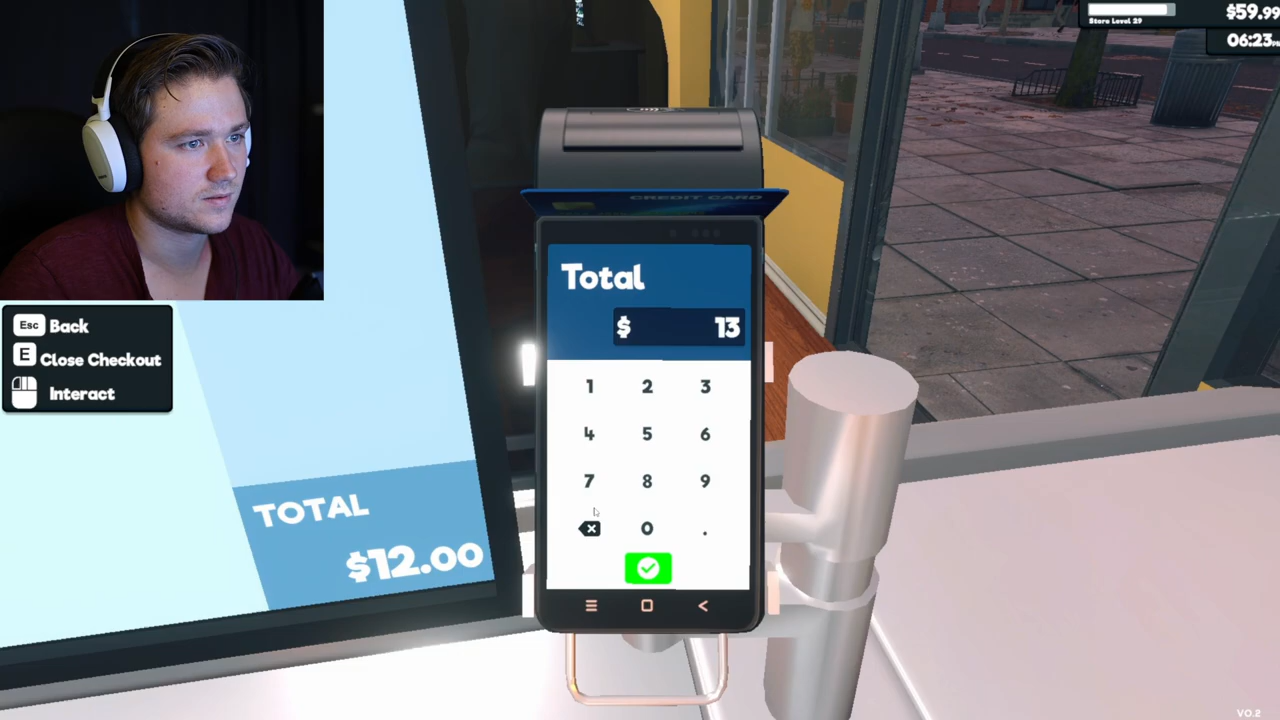 Store Level 29
$59.99
06:23
Esc Back
E Close Checkout
Interact
CREDIT CARD
Total
$ 13
1 2 3
4 5 6
7 8 9
0 .
TOTAL
$12.00
V0.2